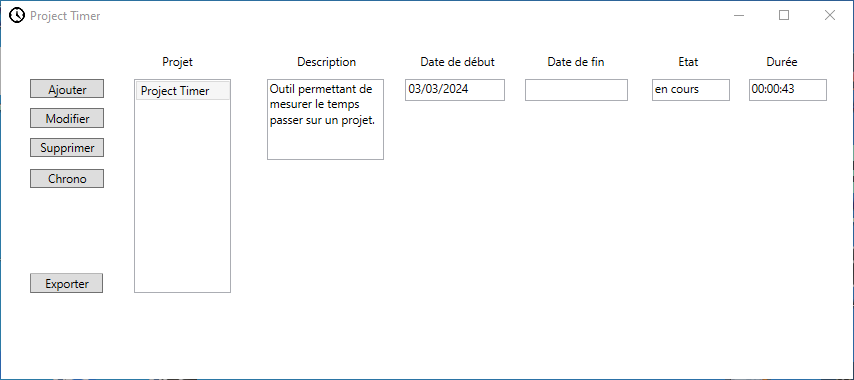 Project Timer
Projet
Description
Date de début
Date de fin
Etat
Durée
Ajouter
Modifier
Supprimer
Chrono
Exporter
Project Timer
Outil permettant de
mesurer le temps
passer sur un projet.
03/03/2024
en cours
00:00:43